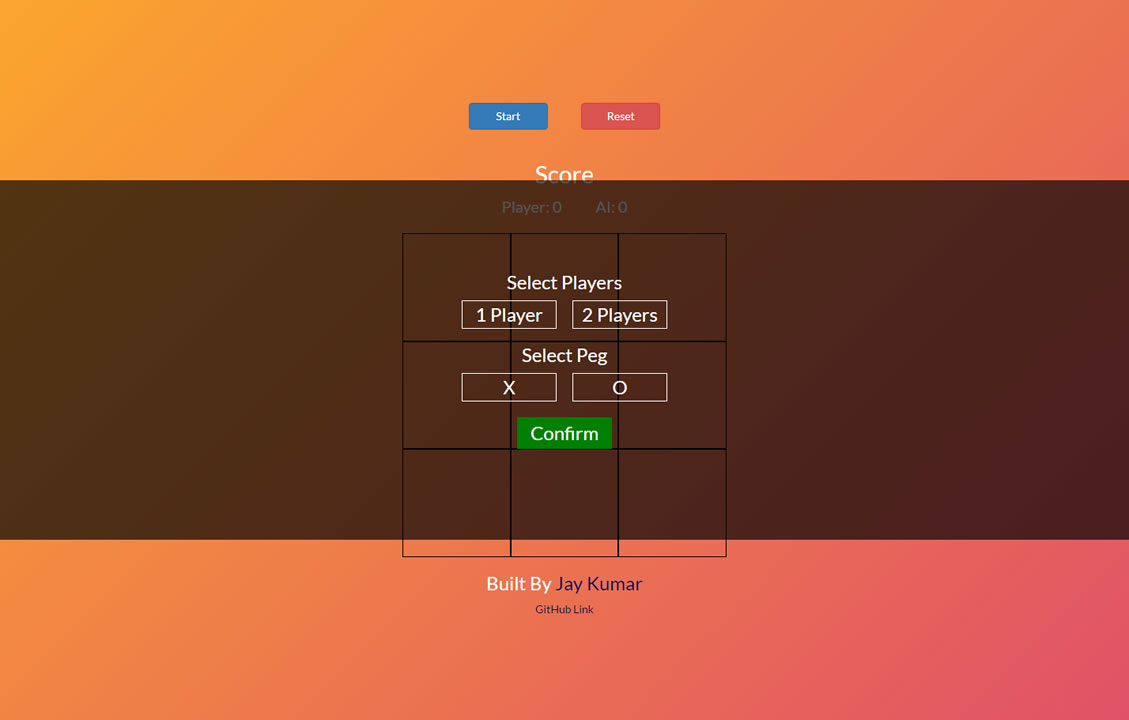 Start Reset
Score
Player: 0 AI: 0
Select Players
1 Player 2 Players
Select Peg
X O
Confirm
Built By Jay Kumar
GitHub Link